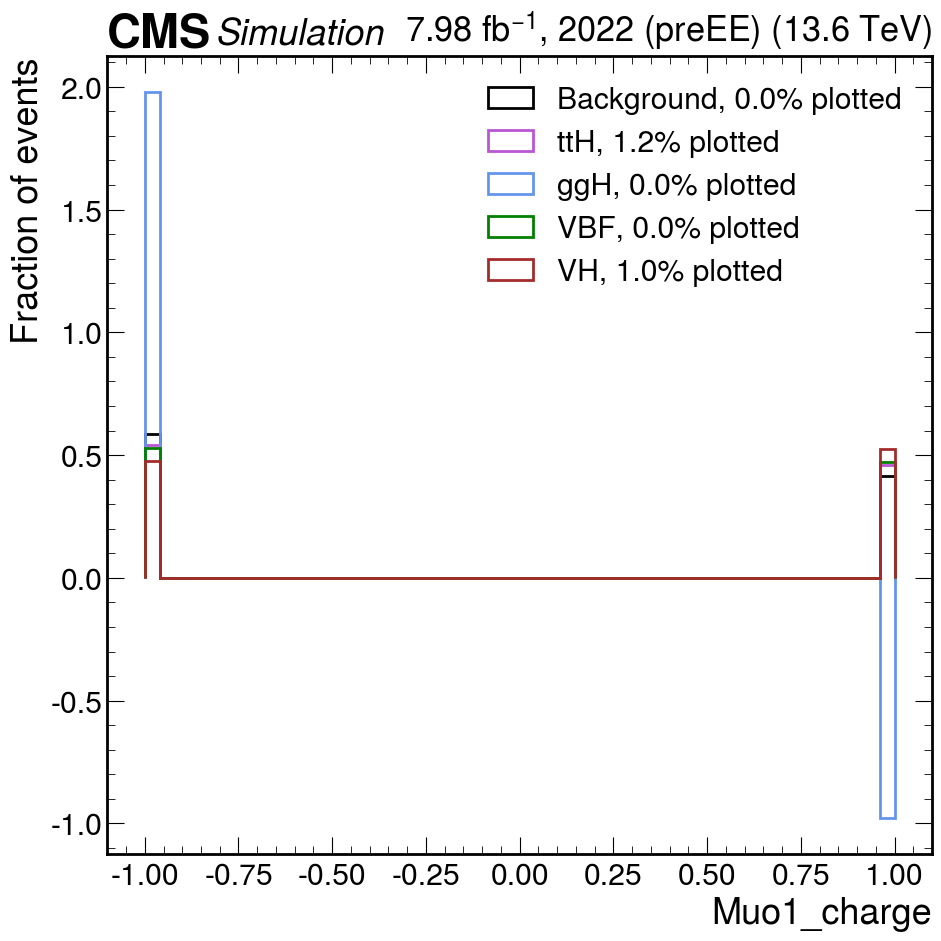 CMS Simulation 7.98 fb⁻¹, 2022 (preEE) (13.6 TeV)
Fraction of events
2.0
1.5
1.0
0.5
0.0
-0.5
-1.0
Background, 0.0% plotted
ttH, 1.2% plotted
ggH, 0.0% plotted
VBF, 0.0% plotted
VH, 1.0% plotted
-1.00 -0.75 -0.50 -0.25 0.00 0.25 0.50 0.75 1.00
Muo1_charge